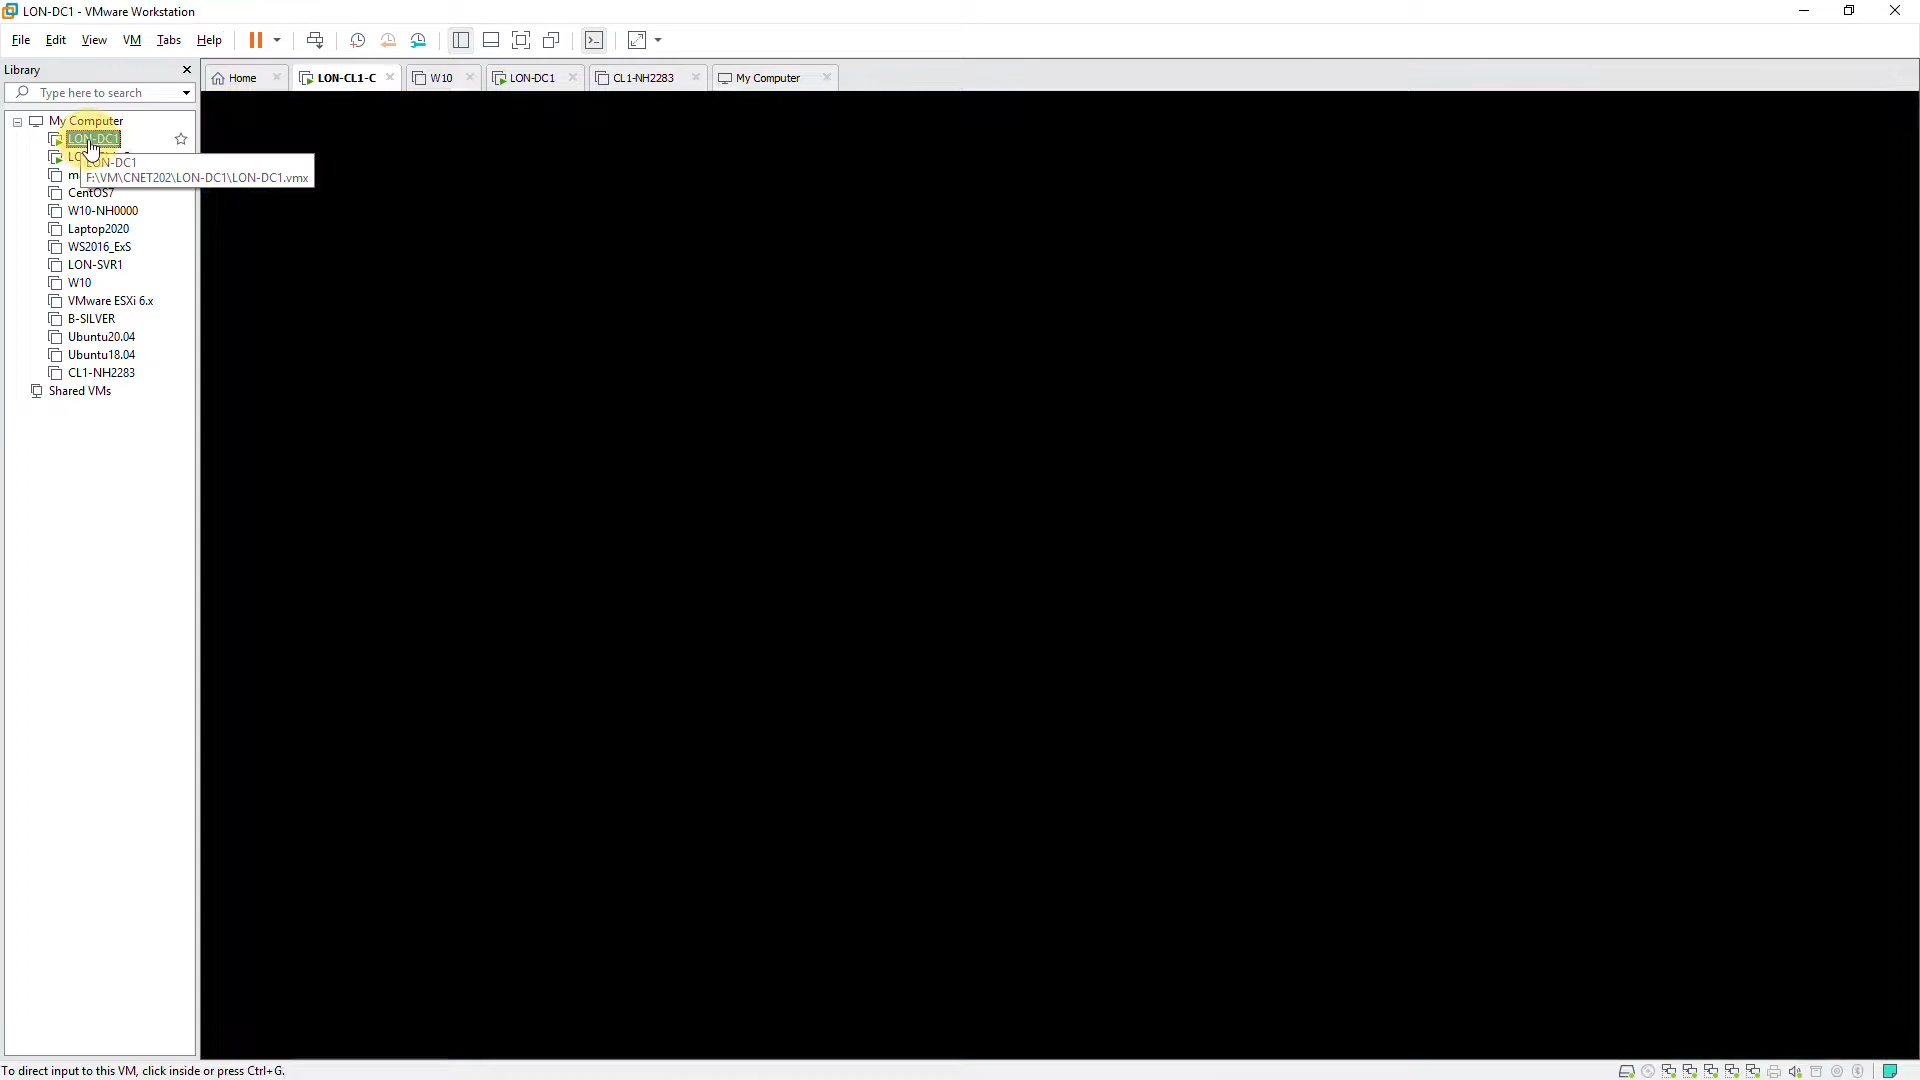 LON-DC1 - VMware Workstation
File Edit View VM Tabs Help
Library
Type here to search
Home
LON-CL1-C
W10
LON-DC1
CL1-NH2283
My Computer
My Computer
LON-DC1
LON-DC1
F:\VM\CNET202\LON-DC1\LON-DC1.vmx
CentOS7
W10-NH0000
Laptop2020
WS2016_ExS
LON-SVR1
W10
VMware ESXi 6.x
B-SILVER
Ubuntu20.04
Ubuntu18.04
CL1-NH2283
Shared VMs
To direct input to this VM, click inside or press Ctrl+G.